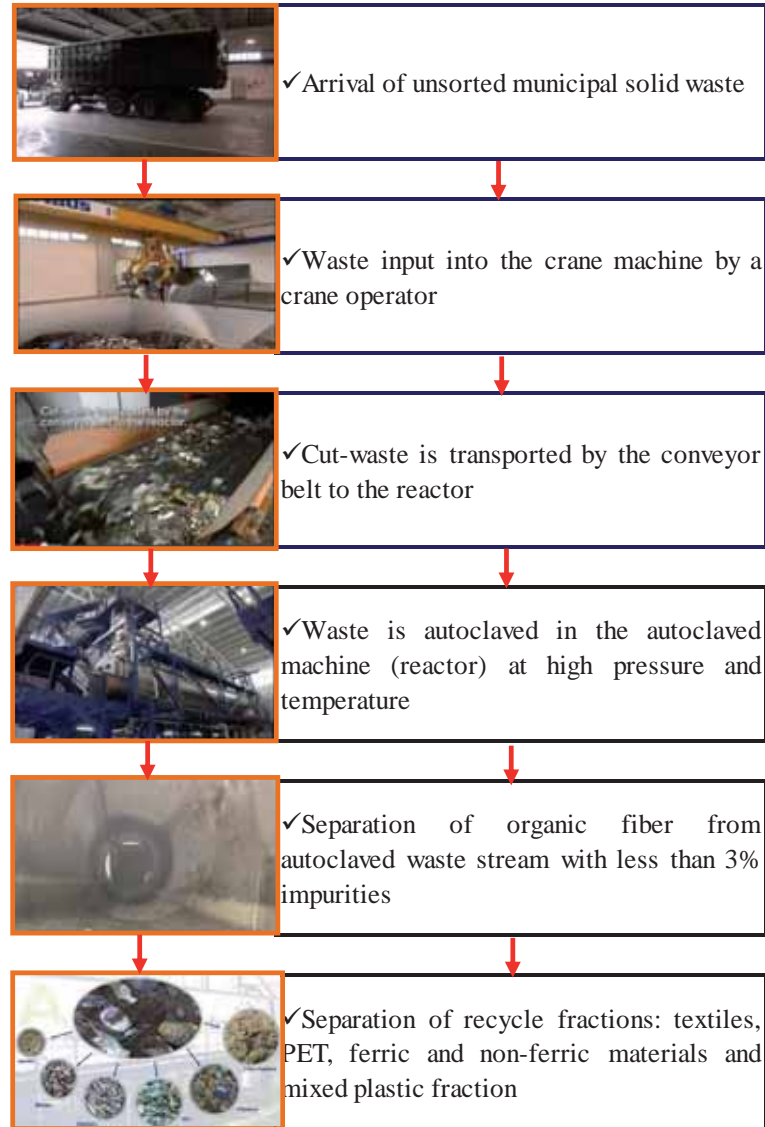 ✓Arrival of unsorted municipal solid waste
✓Waste input into the crane machine by a
crane operator
conveyor
reactor.
✓Cut-waste is transported by the conveyor
belt to the reactor
✓Waste is autoclaved in the autoclaved
machine (reactor) at high pressure and
temperature
✓Separation of organic fiber from
autoclaved waste stream with less than 3%
impurities
✓Separation of recycle fractions: textiles,
PET, ferric and non-ferric materials and
mixed plastic fraction